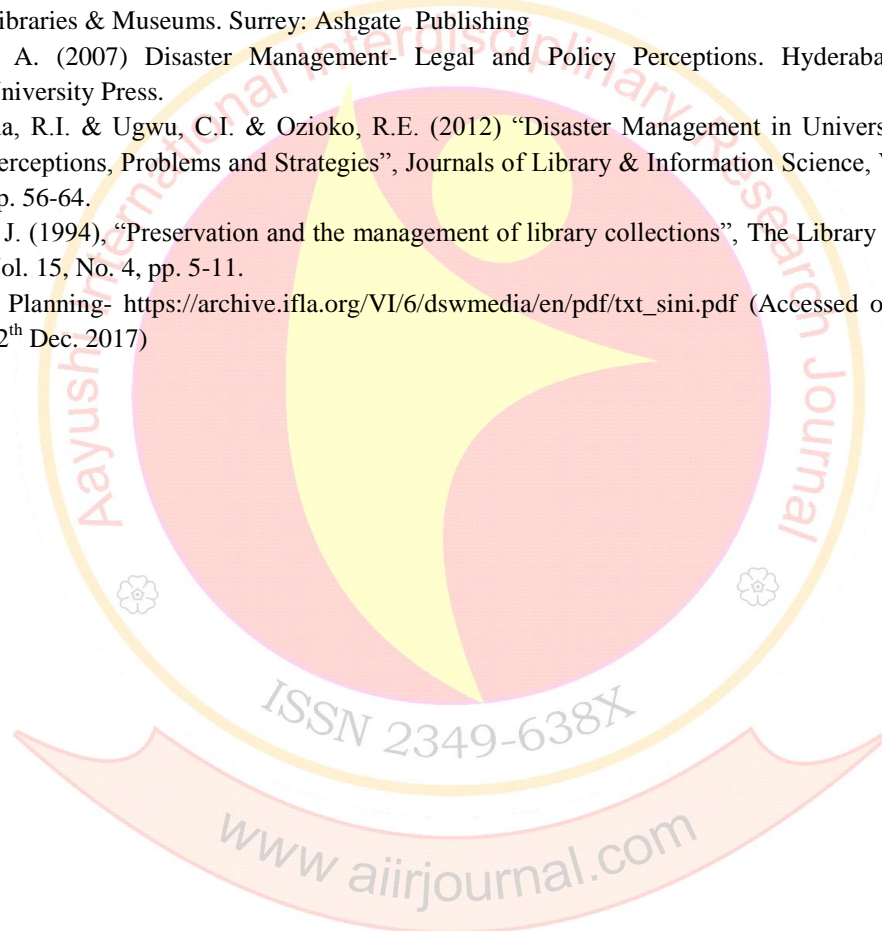 ibraries & Museums. Surrey: Ashgate Publishing
A. (2007) Disaster Management- Legal and Policy Perceptions. Hyderaba
niversity Press.
a, R.I. & Ugwu, C.I. & Ozioko, R.E. (2012) “Disaster Management in Univers
erceptions, Problems and Strategies”, Journals of Library & Information Science, V
p. 56-64.
J. (1994), “Preservation and the management of library collections”, The Library
ol. 15, No. 4, pp. 5-11.
Planning- https://archive.ifla.org/VI/6/dswmedia/en/pdf/txt_sini.pdf (Accessed o
2th Dec. 2017)
Aayushi International Interdisciplinary Research Journal
ISSN 2349-638X
www aiirjournal.com